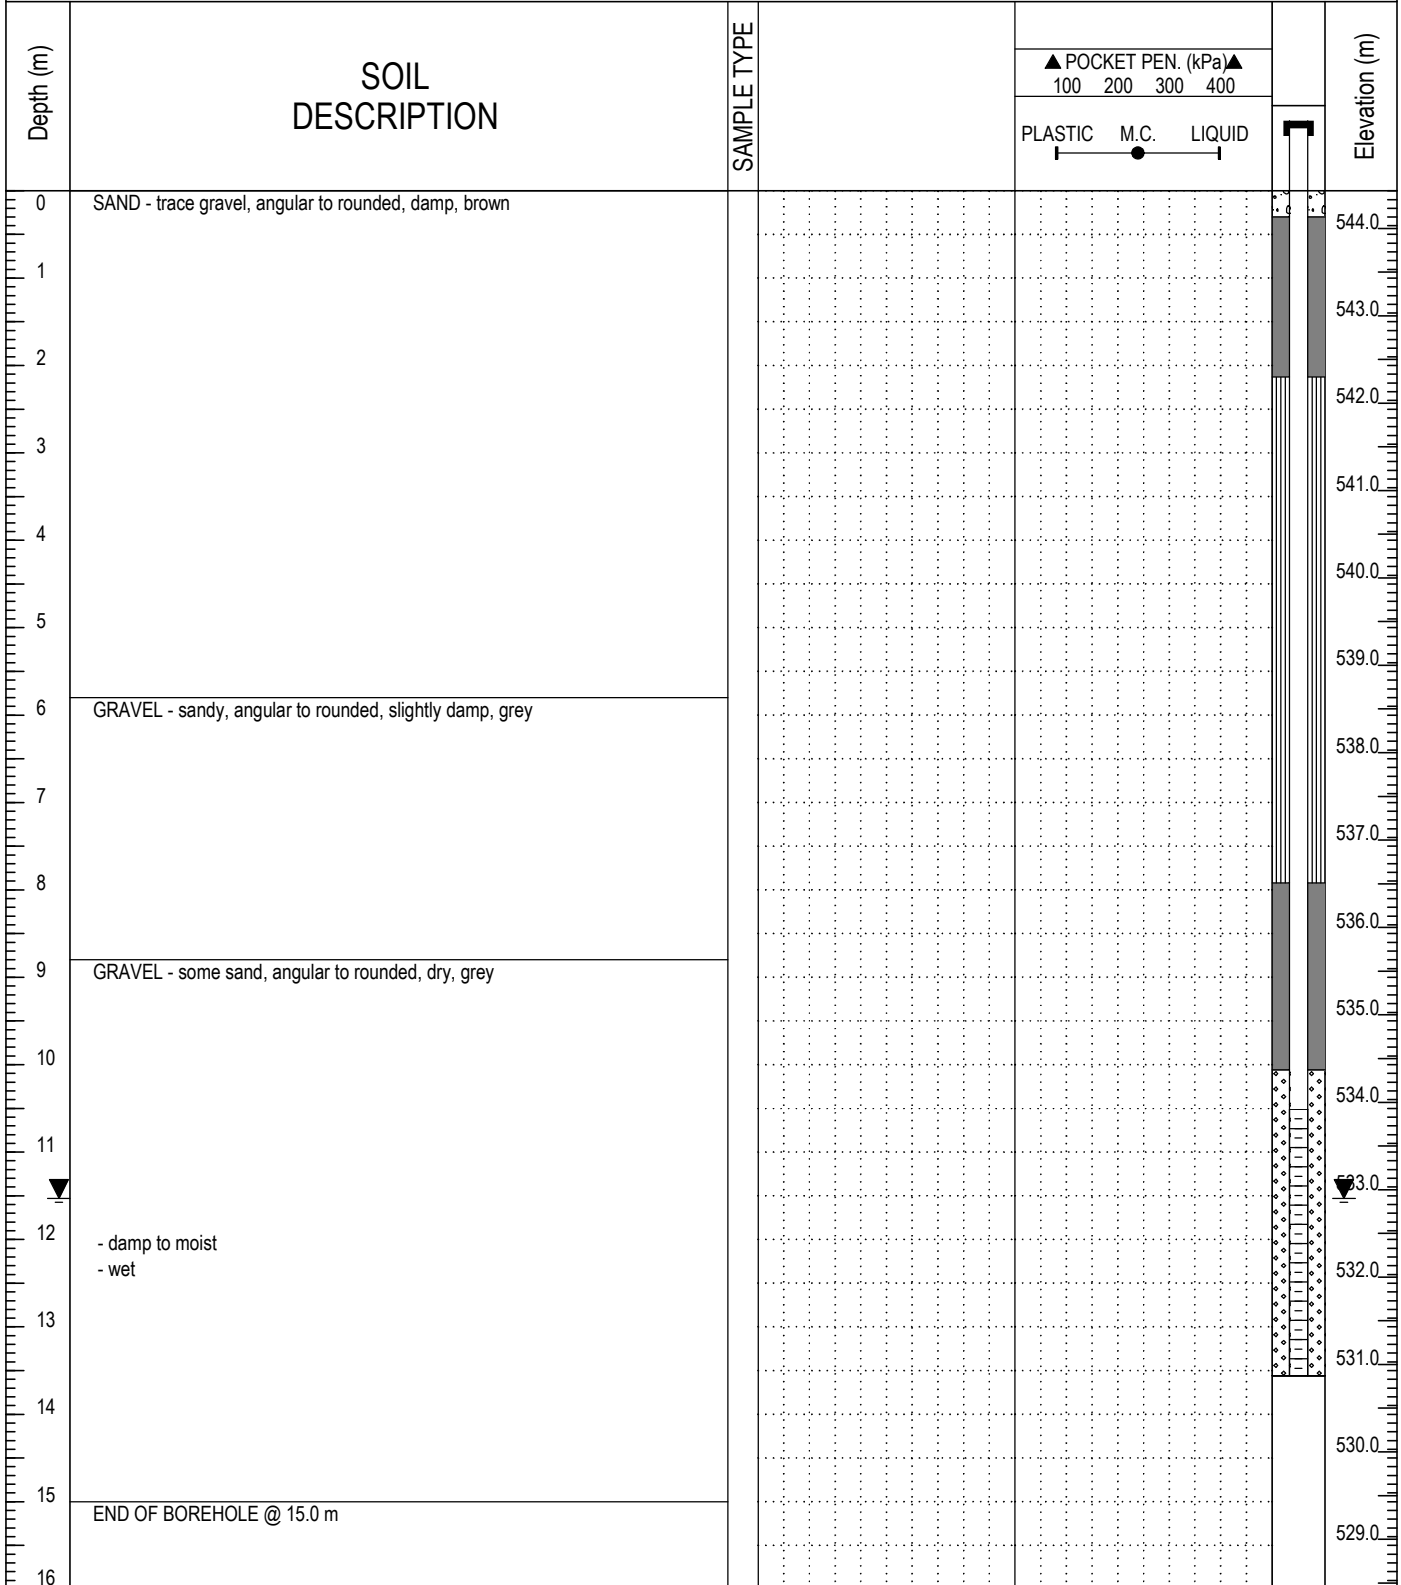 Depth (m)
SOIL
DESCRIPTION
SAMPLE TYPE
▲ POCKET PEN. (kPa) ▲
100 200 300 400
PLASTIC M.C. LIQUID
Elevation (m)
0 SAND - trace gravel, angular to rounded, damp, brown
544.0
1
543.0
2
542.0
3
541.0
4
540.0
5
539.0
6 GRAVEL - sandy, angular to rounded, slightly damp, grey
538.0
7
537.0
8
536.0
9 GRAVEL - some sand, angular to rounded, dry, grey
535.0
10
534.0
11
533.0
12 - damp to moist
- wet
532.0
13
531.0
14
530.0
15
END OF BOREHOLE @ 15.0 m
529.0
16